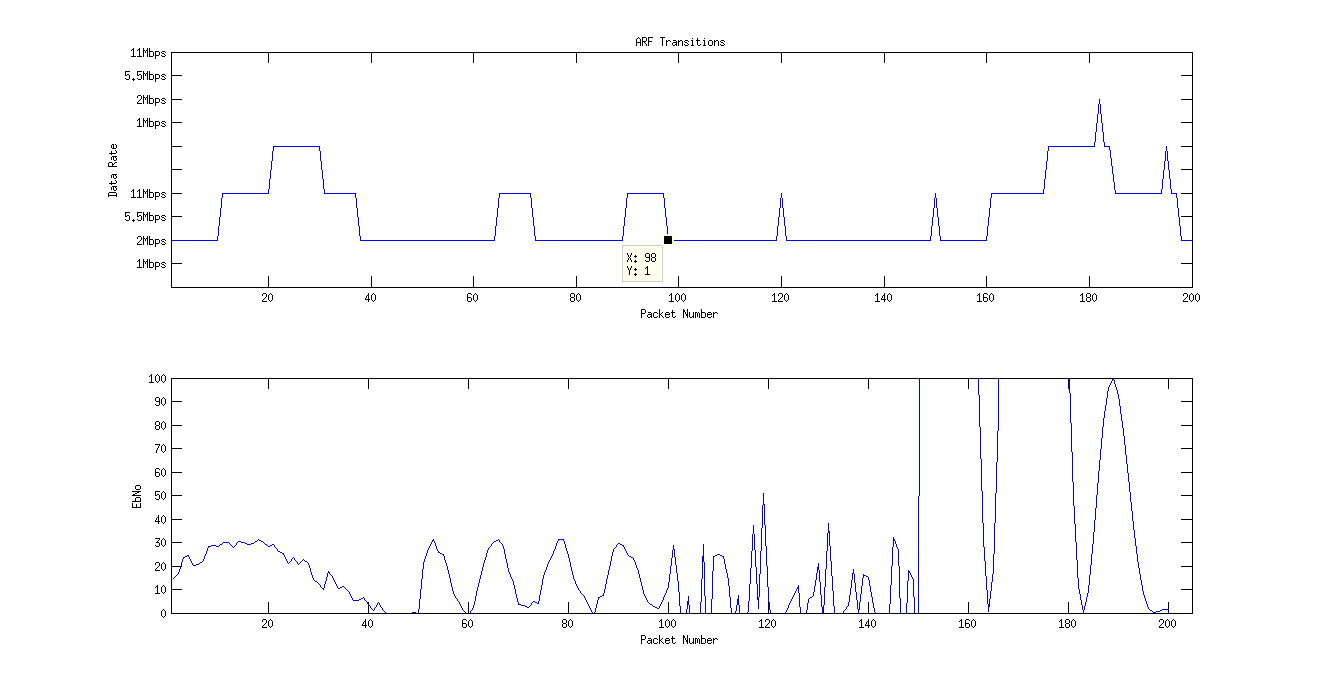 ARF Transitions
11Mbps
5.5Mbps
2Mbps
1Mbps
11Mbps
5.5Mbps
2Mbps
1Mbps
Data Rate
X: 98
Y: 1
20 40 60 80 100 120 140 160 180 200
Packet Number
100
90
80
70
60
50
40
30
20
10
0
EbNo
20 40 60 80 100 120 140 160 180 200
Packet Number